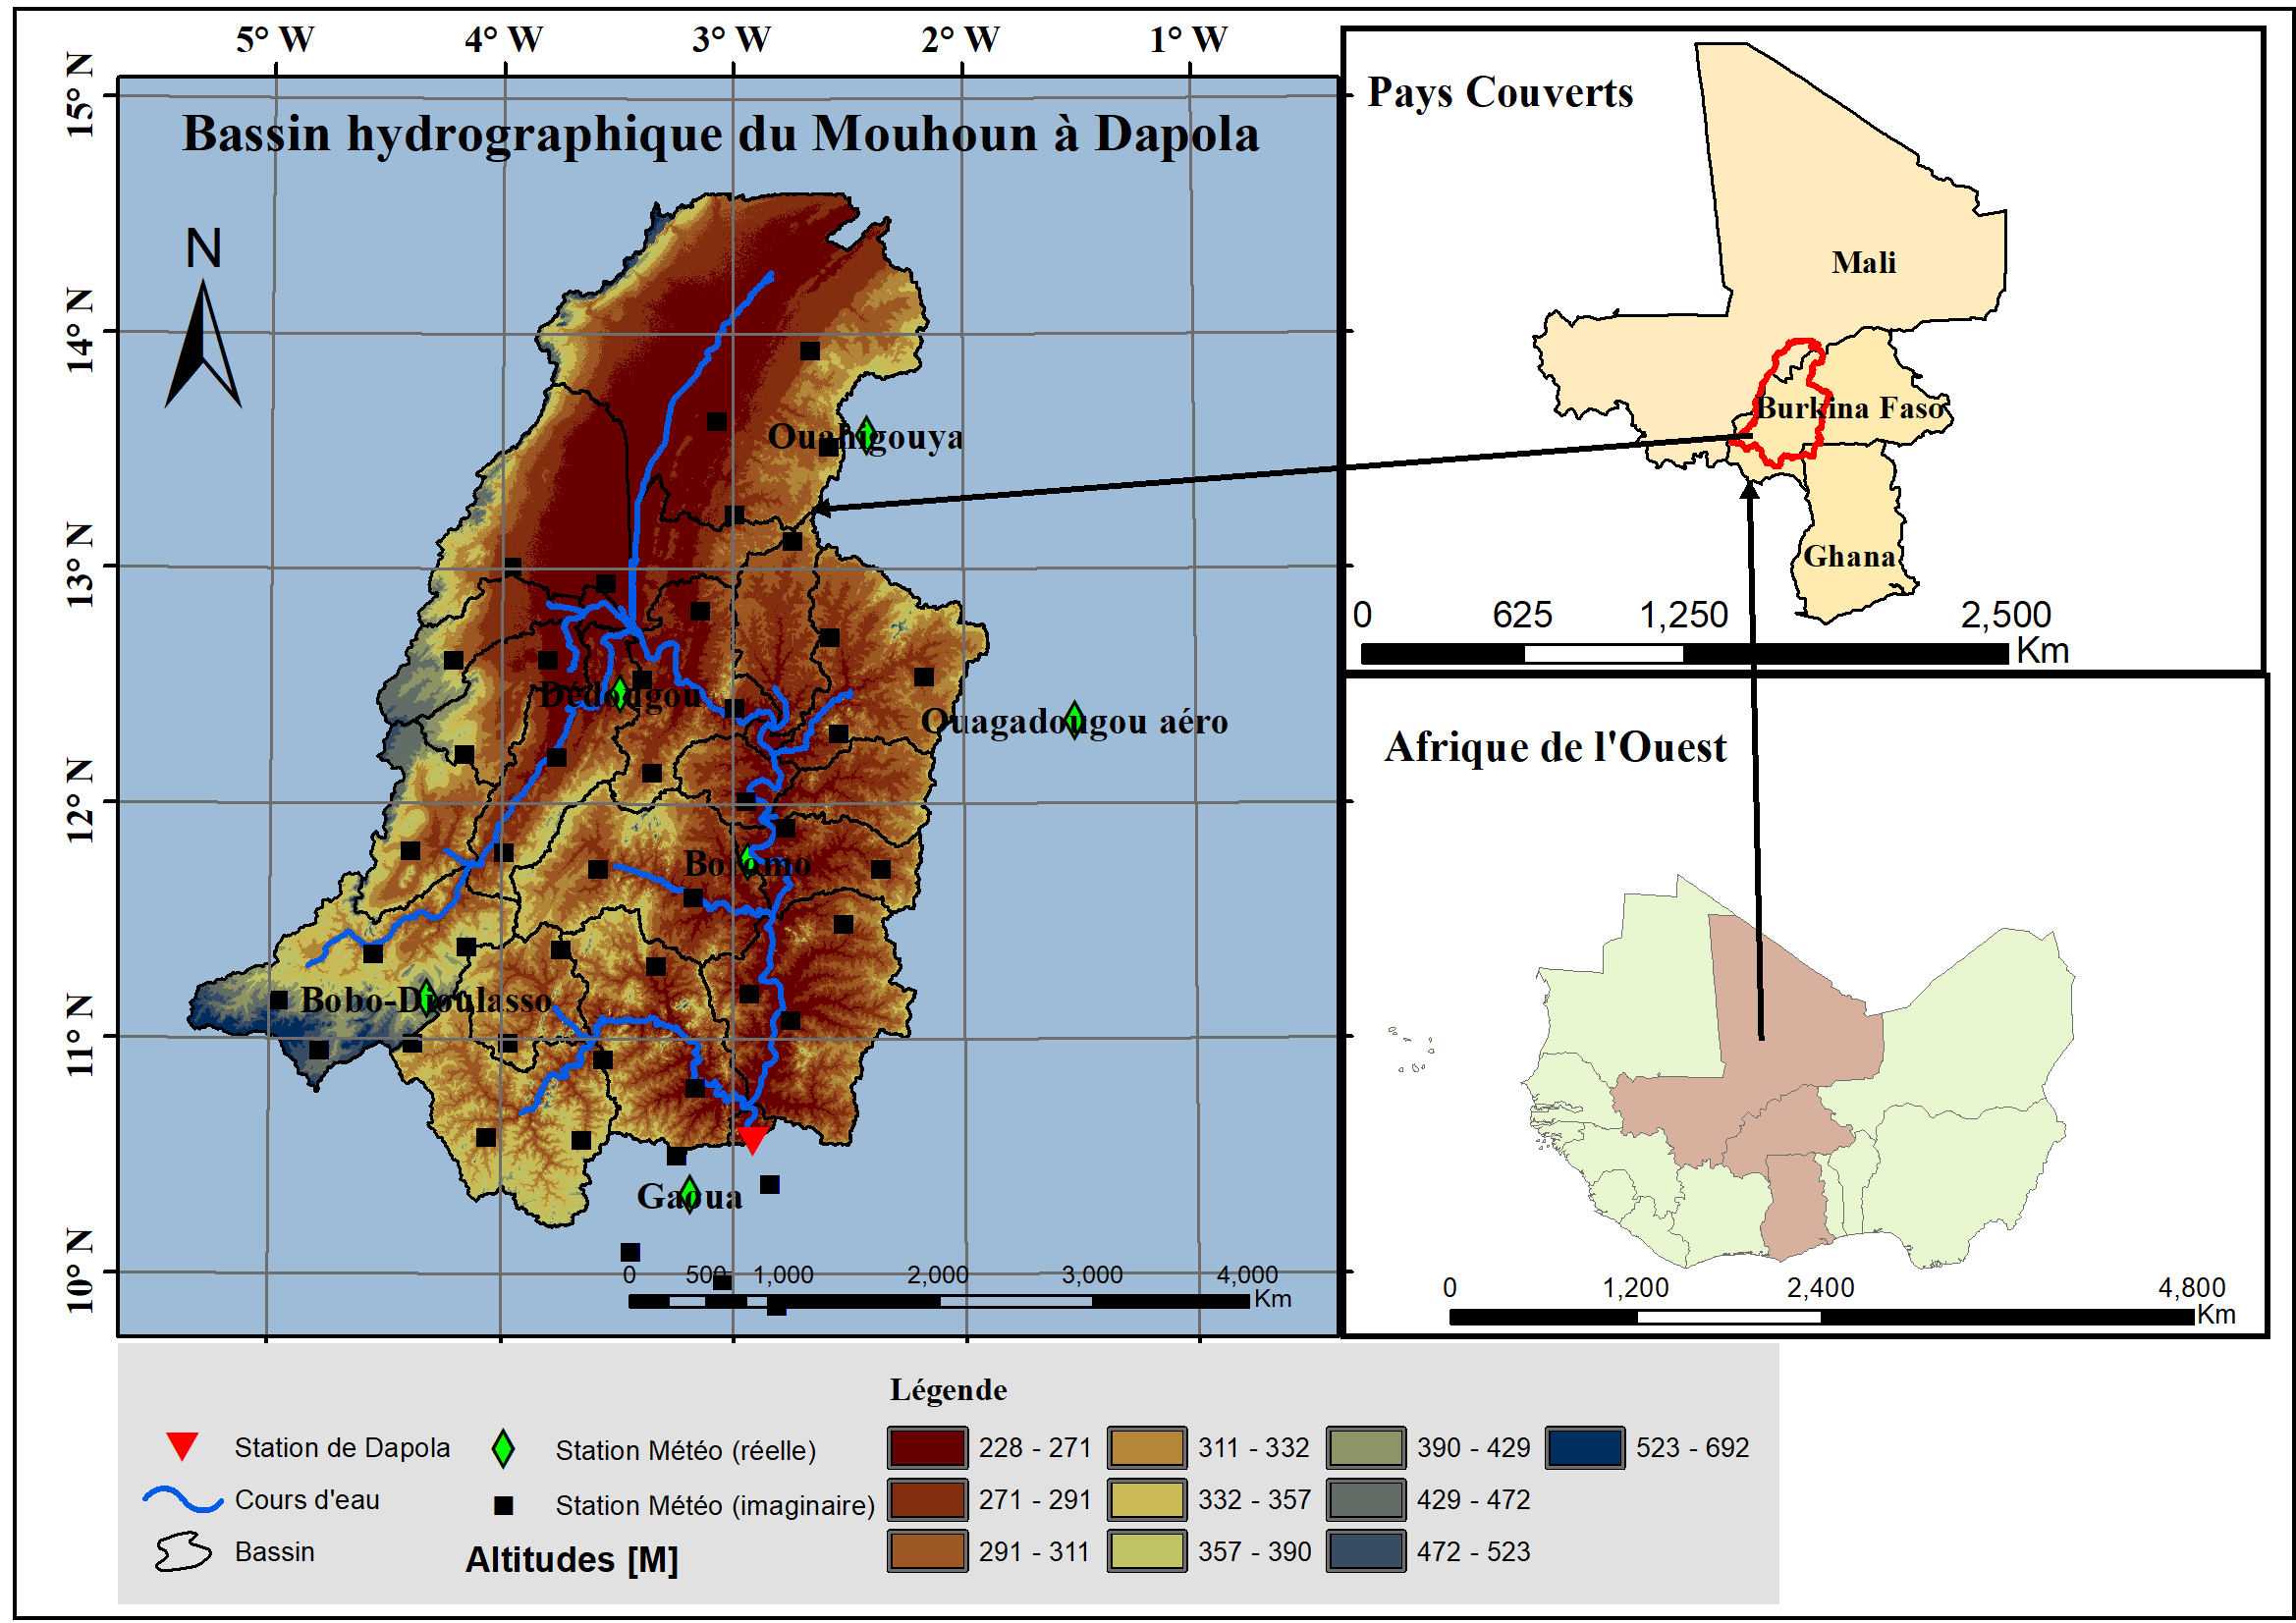 5° W 4° W 3° W 2° W 1° W
15° N
14° N
13° N
12° N
11° N
10° N
Bassin hydrographique du Mouhoun à Dapola
N
Ouahigouya
Dédougou
Ouagadougou aéro
Boromo
Bobo-Dioulasso
Gaoua
0 500 1,000 2,000 3,000 4,000
Km
Pays Couverts
Mali
Burkina Faso
Ghana
0 625 1,250 2,500
Km
Afrique de l'Ouest
0 1,200 2,400 4,800
Km
Légende
Station de Dapola
Cours d'eau
Bassin
Station Météo (réelle)
Station Météo (imaginaire)
Altitudes [M]
228 - 271
271 - 291
291 - 311
311 - 332
332 - 357
357 - 390
390 - 429
429 - 472
472 - 523
523 - 692